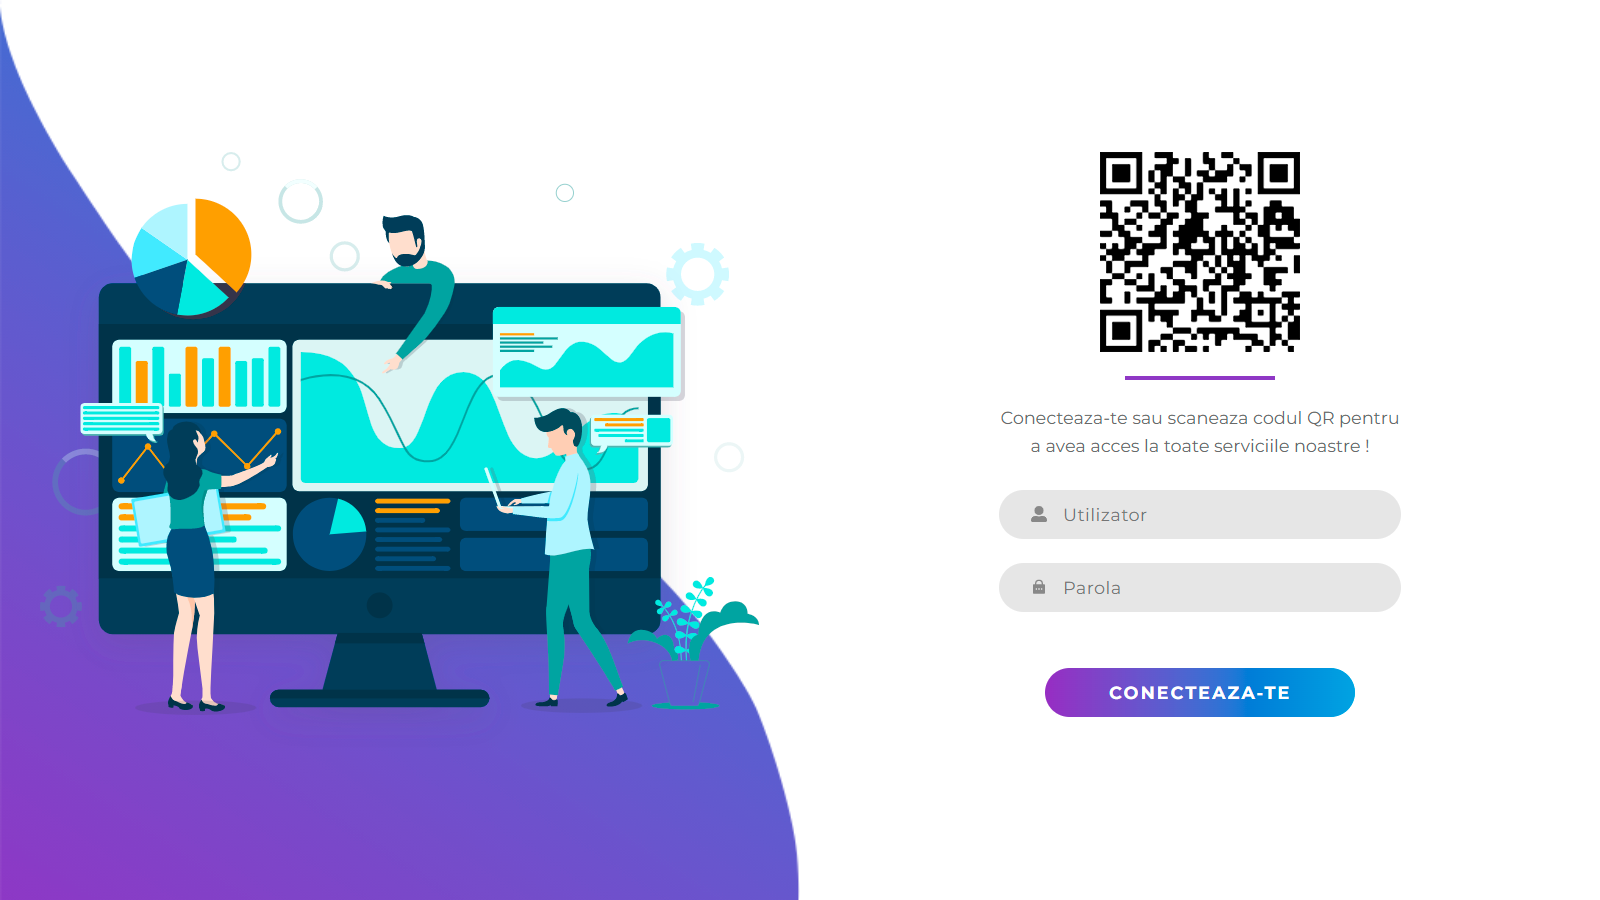 Conecteaza-te sau scaneaza codul QR pentru
a avea acces la toate serviciile noastre !
Utilizator
Parola
CONECTEAZA-TE